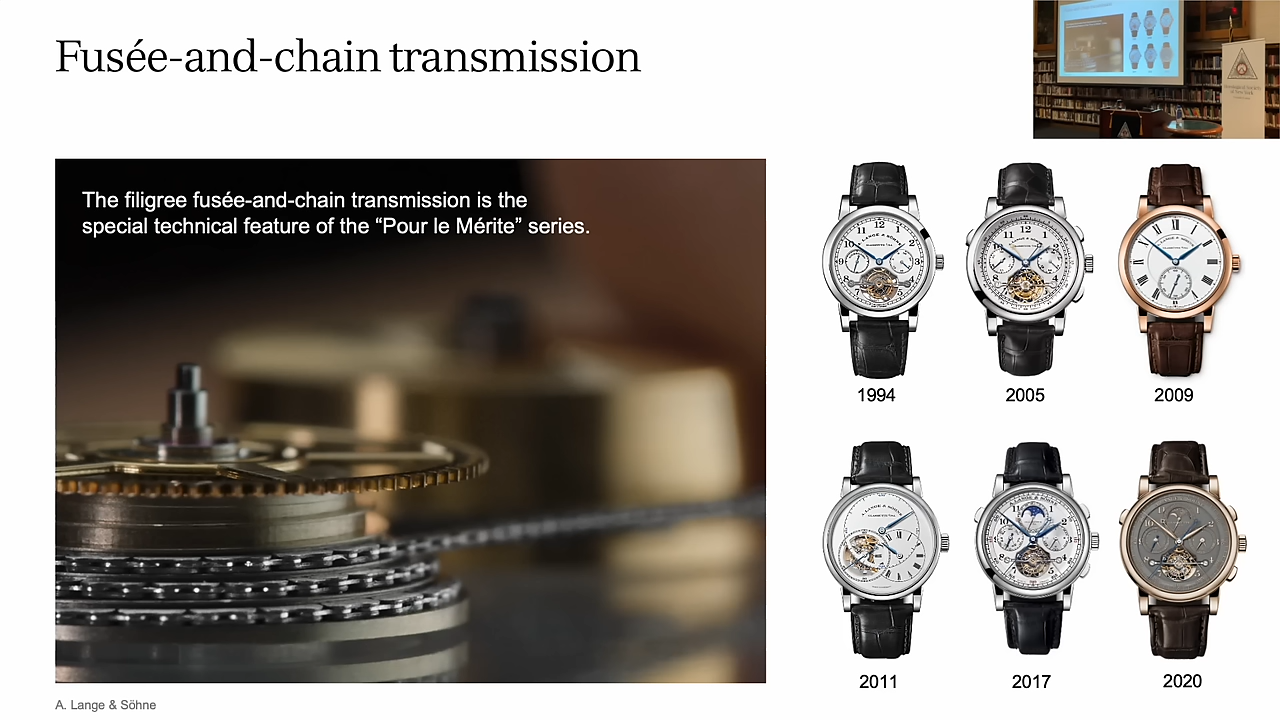 Fusée-and-chain transmission
The filigree fusée-and-chain transmission is the
special technical feature of the “Pour le Mérite” series.
1994
2005
2009
2011
2017
2020
A. Lange & Söhne